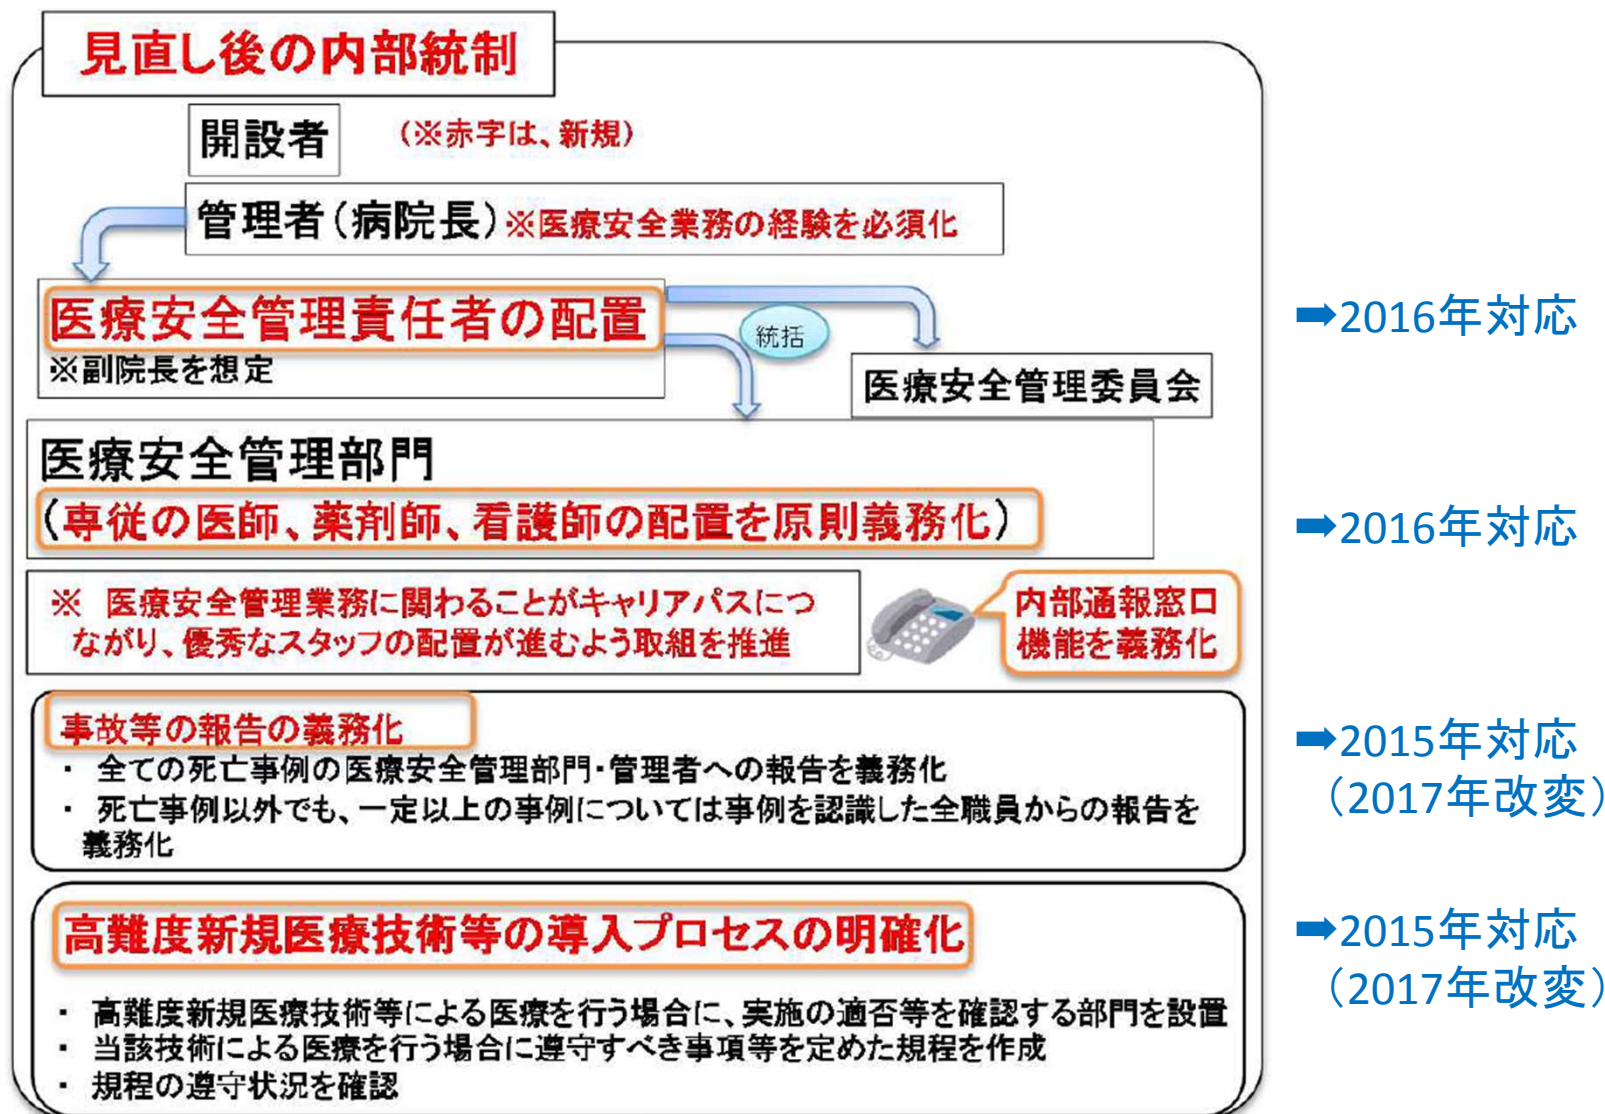 見直し後の内部統制
開設者
(※赤字は、新規)
管理者(病院長)※医療安全業務の経験を必須化
医療安全管理責任者の配置
※副院長を想定
統括
医療安全管理委員会
➡2016年対応
医療安全管理部門
(専従の医師、薬剤師、看護師の配置を原則義務化)
➡2016年対応
※ 医療安全管理業務に関わることがキャリアパスにつ
ながり、優秀なスタッフの配置が進むよう取組を推進
内部通報窓口
機能を義務化
事故等の報告の義務化
・ 全ての死亡事例の医療安全管理部門・管理者への報告を義務化
・ 死亡事例以外でも、一定以上の事例については事例を認識した全職員からの報告を
義務化
➡2015年対応
(2017年改変)
高難度新規医療技術等の導入プロセスの明確化
・ 高難度新規医療技術等による医療を行う場合に、実施の適否等を確認する部門を設置
・ 当該技術による医療を行う場合に遵守すべき事項等を定めた規程を作成
・ 規程の遵守状況を確認
➡2015年対応
(2017年改変)